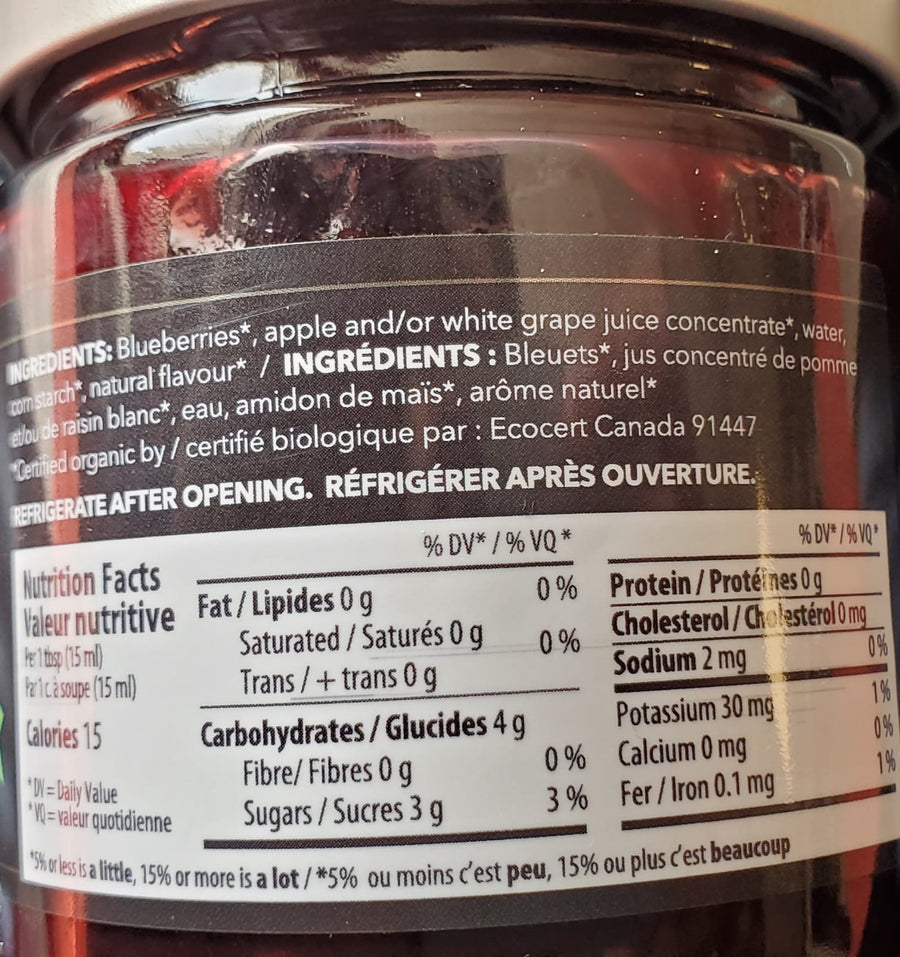 INGREDIENTS: Blueberries*, apple and/or white grape juice concentrate*, water,
corn starch*, natural flavour* / INGRÉDIENTS : Bleuets*, jus concentré de pomme
et/ou de raisin blanc*, eau, amidon de maïs*, arôme naturel*
*Certified organic by / certifié biologique par : Ecocert Canada 91447
REFRIGERATE AFTER OPENING. RÉFRIGÉRER APRÈS OUVERTURE.
Nutrition Facts
Valeur nutritive
Per 1 tbsp (15 ml)
Par 1 c. à soupe (15 ml)
Calories 15
*DV = Daily Value
*VQ = valeur quotidienne
% DV* / % VQ *
Fat / Lipides 0 g 0 %
Saturated / Saturés 0 g 0 %
Trans / + trans 0 g
Carbohydrates / Glucides 4 g
Fibre/ Fibres 0 g 0 %
Sugars / Sucres 3 g 3 %
% DV* / % VQ*
Protein / Protéines 0 g
Cholesterol / Cholestérol 0 mg
Sodium 2 mg 0 %
Potassium 30 mg 1 %
Calcium 0 mg 0 %
Fer / Iron 0.1 mg 1 %
*5% or less is a little, 15% or more is a lot / *5% ou moins c'est peu, 15% ou plus c'est beaucoup